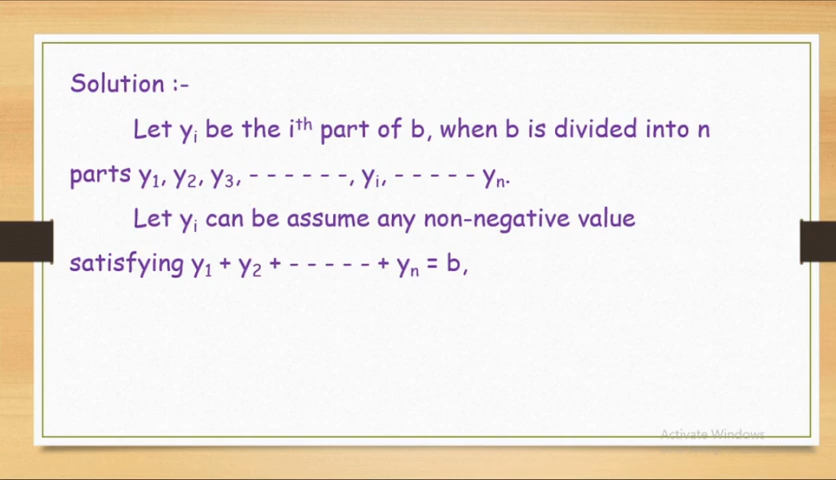 Solution :-
Let yᵢ be the iᵗʰ part of b, when b is divided into n
parts y₁, y₂, y₃, - - - - - -, yᵢ, - - - - - yₙ.
Let yᵢ can be assume any non-negative value
satisfying y₁ + y₂ + - - - - - + yₙ = b,
Activate Windows